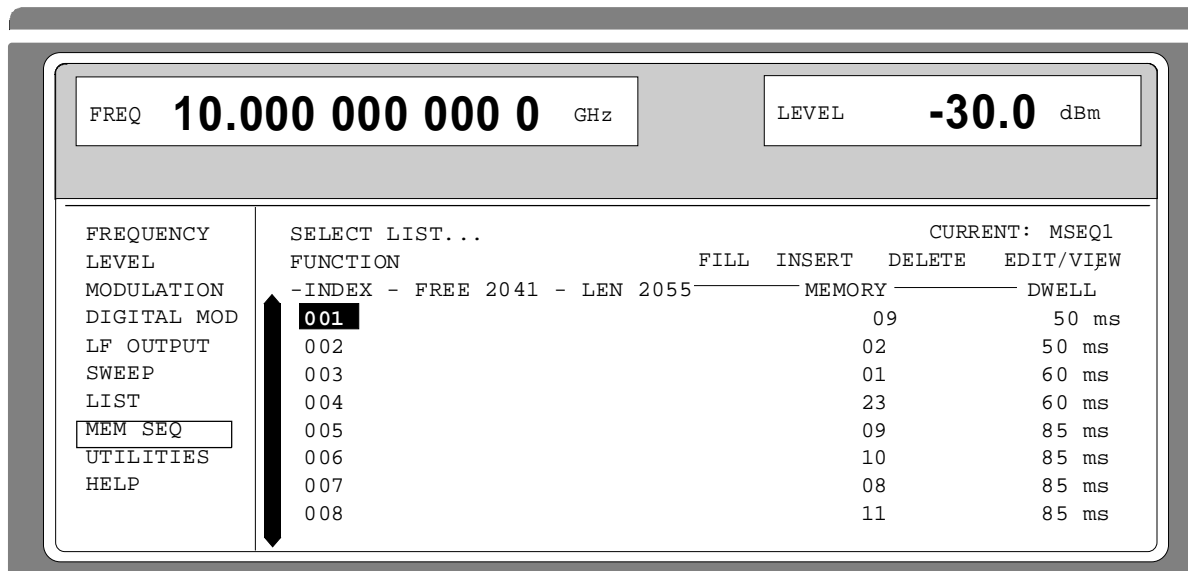 FREQ 10.000 000 000 0 GHz LEVEL -30.0 dBm
FREQUENCY
LEVEL
MODULATION
DIGITAL MOD
LF OUTPUT
SWEEP
LIST
MEM SEQ
UTILITIES
HELP
SELECT LIST... CURRENT: MSEQ1
FUNCTION FILL INSERT DELETE EDIT/VIEW
-INDEX - FREE 2041 - LEN 2055 MEMORY DWELL
001 09 50 ms
002 02 50 ms
003 01 60 ms
004 23 60 ms
005 09 85 ms
006 10 85 ms
007 08 85 ms
008 11 85 ms